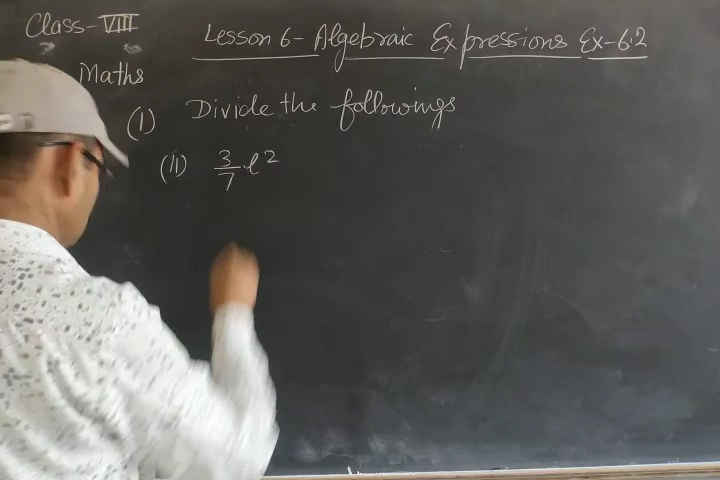 Class-VIII
Lesson 6- Algebraic Expressions Ex-6.2
Maths
(1) Divide the followings
(ii) 3/7 l²